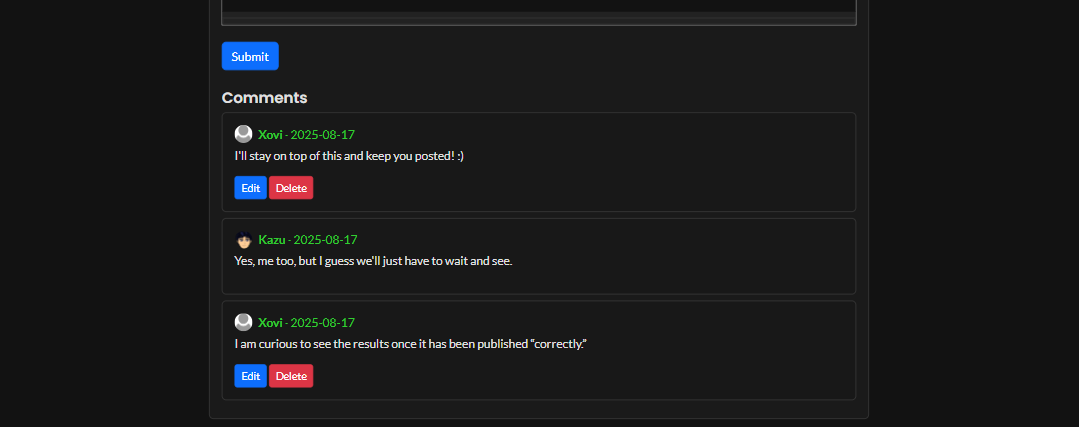 Submit
Comments
Xovi - 2025-08-17
I'll stay on top of this and keep you posted! :)
Edit Delete
Kazu - 2025-08-17
Yes, me too, but I guess we'll just have to wait and see.
Xovi - 2025-08-17
I am curious to see the results once it has been published “correctly.”
Edit Delete